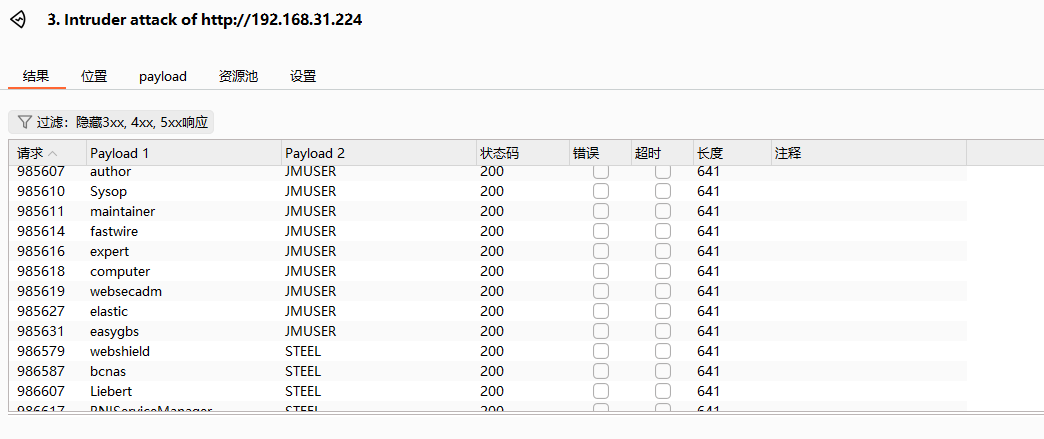 3. Intruder attack of http://192.168.31.224
结果 位置 payload 资源池 设置
过滤：隐藏3xx, 4xx, 5xx响应
请求 Payload 1 Payload 2 状态码 错误 超时 长度 注释
985607 author JMUSER 200 641
985610 Sysop JMUSER 200 641
985611 maintainer JMUSER 200 641
985614 fastwire JMUSER 200 641
985616 expert JMUSER 200 641
985618 computer JMUSER 200 641
985619 websecadm JMUSER 200 641
985627 elastic JMUSER 200 641
985631 easygbs JMUSER 200 641
986579 webshield STEEL 200 641
986587 bcnas STEEL 200 641
986607 Liebert STEEL 200 641
986617 RNIServiceManager STEEL 200 641